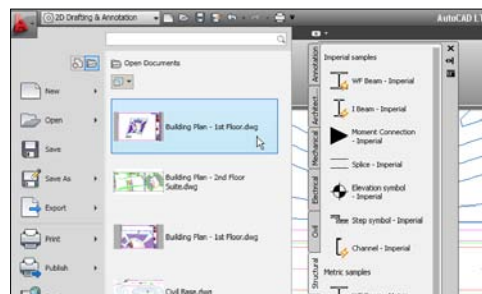 2D Drafting & Annotation
AutoCAD LT
Open Documents
New
Open
Save
Save As
Export
Print
Publish
Building Plan - 1st Floor.dwg
Building Plan - 2nd Floor
Suite.dwg
Building Plan - 1st Floor.dwg
Civil Base.dwg
Annotation
Architect...
Mechanical
Electrical
Civil
Structural
Imperial samples
WF Beam - Imperial
I Beam - Imperial
Moment Connection
- Imperial
Splice - Imperial
Elevation symbol
- Imperial
Step symbol - Imperial
Channel - Imperial
Metric samples